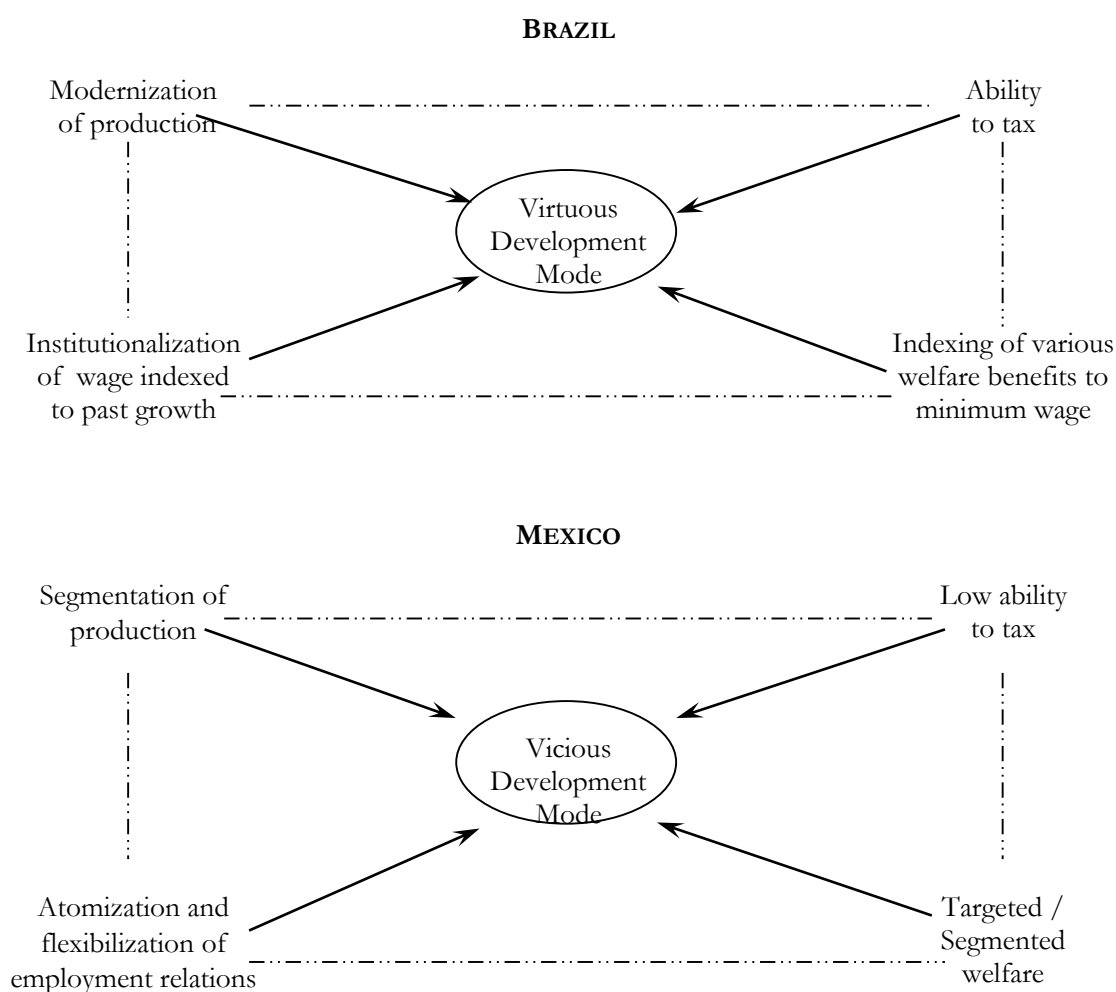 BRAZIL
Modernization
of production
Ability
to tax
Virtuous
Development
Mode
Institutionalization
of wage indexed
to past growth
Indexing of various
welfare benefits to
minimum wage
MEXICO
Segmentation of
production
Low ability
to tax
Vicious
Development
Mode
Atomization and
flexibilization of
employment relations
Targeted /
Segmented
welfare